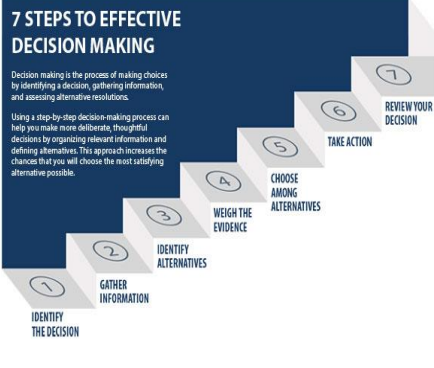 7 STEPS TO EFFECTIVE
DECISION MAKING
Decision making is the process of making choices
by identifying a decision, gathering information,
and assessing alternative resolutions.
Using a step-by-step decision-making process can
help you make more deliberate, thoughtful
decisions by organizing relevant information and
defining alternatives. This approach increases the
chances that you will choose the most satisfying
alternative possible.
1
IDENTIFY
THE DECISION
2
GATHER
INFORMATION
3
IDENTIFY
ALTERNATIVES
4
WEIGH THE
EVIDENCE
5
CHOOSE
AMONG
ALTERNATIVES
6
TAKE ACTION
7
REVIEW YOUR
DECISION